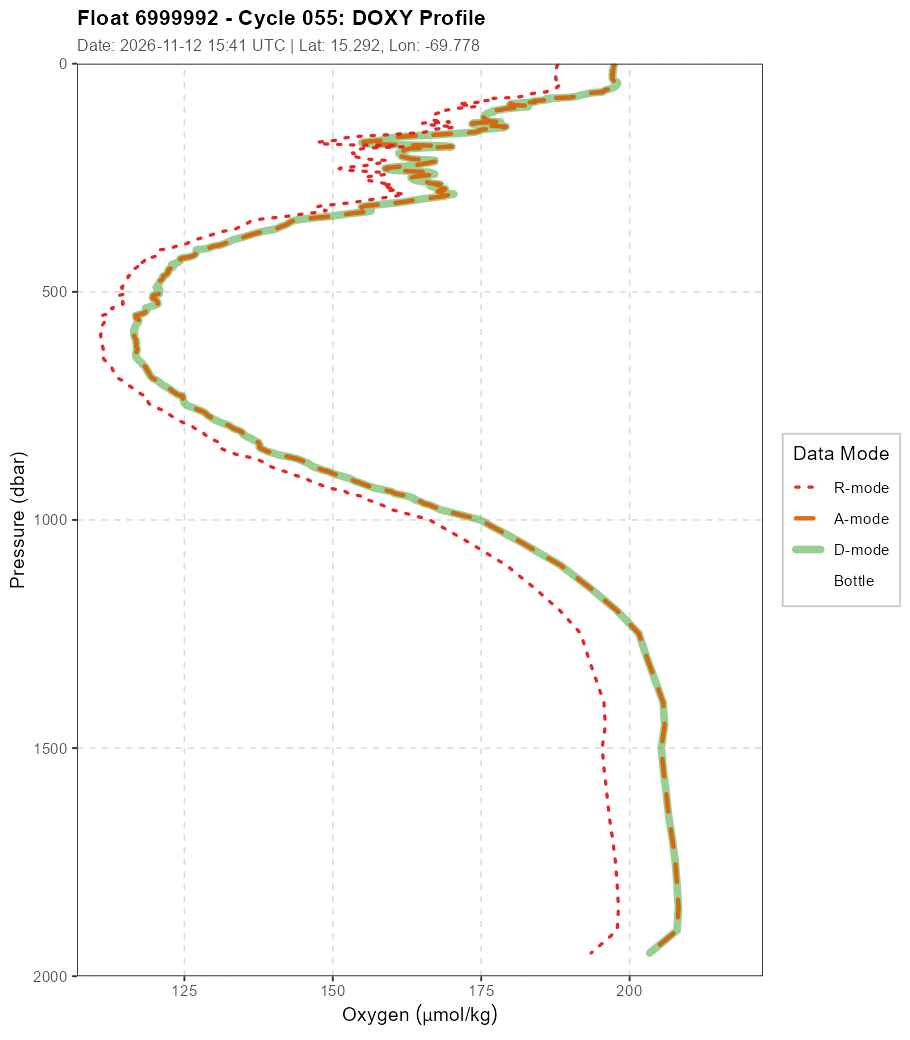 Float 6999992 - Cycle 055: DOXY Profile
Date: 2026-11-12 15:41 UTC | Lat: 15.292, Lon: -69.778
0
500
1000
1500
2000
Pressure (dbar)
125 150 175 200
Oxygen (μmol/kg)
Data Mode
R-mode
A-mode
D-mode
Bottle